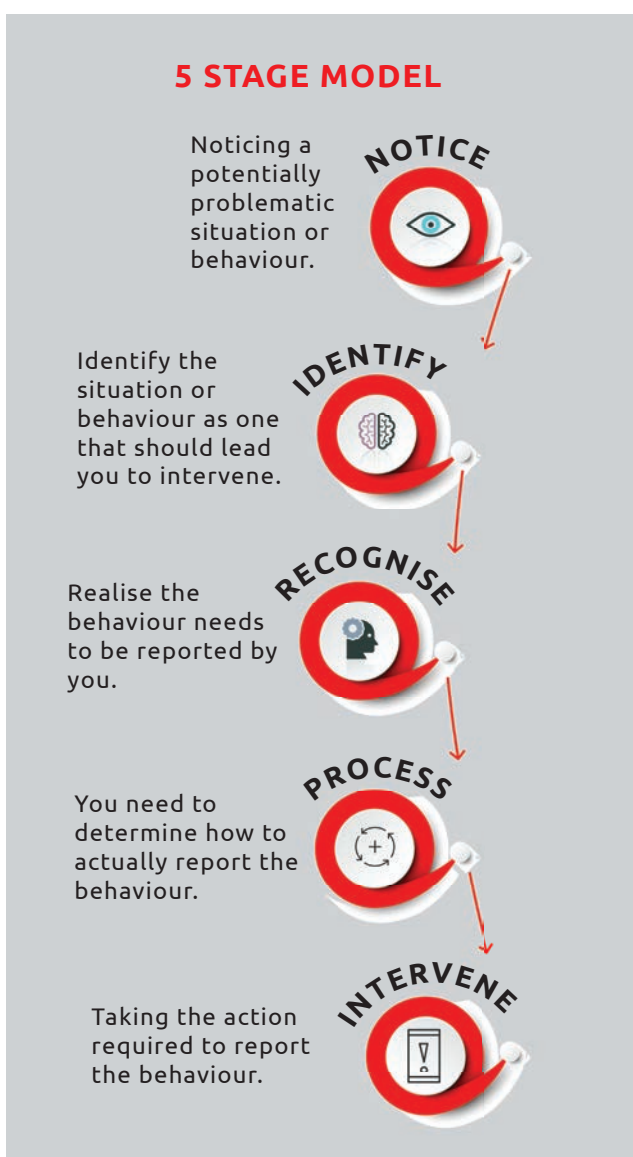 5 STAGE MODEL
NOTICE
Noticing a
potentially
problematic
situation or
behaviour.
IDENTIFY
Identify the
situation or
behaviour as one
that should lead
you to intervene.
RECOGNISE
Realise the
behaviour needs
to be reported by
you.
PROCESS
You need to
determine how to
actually report the
behaviour.
INTERVENE
Taking the action
required to report
the behaviour.